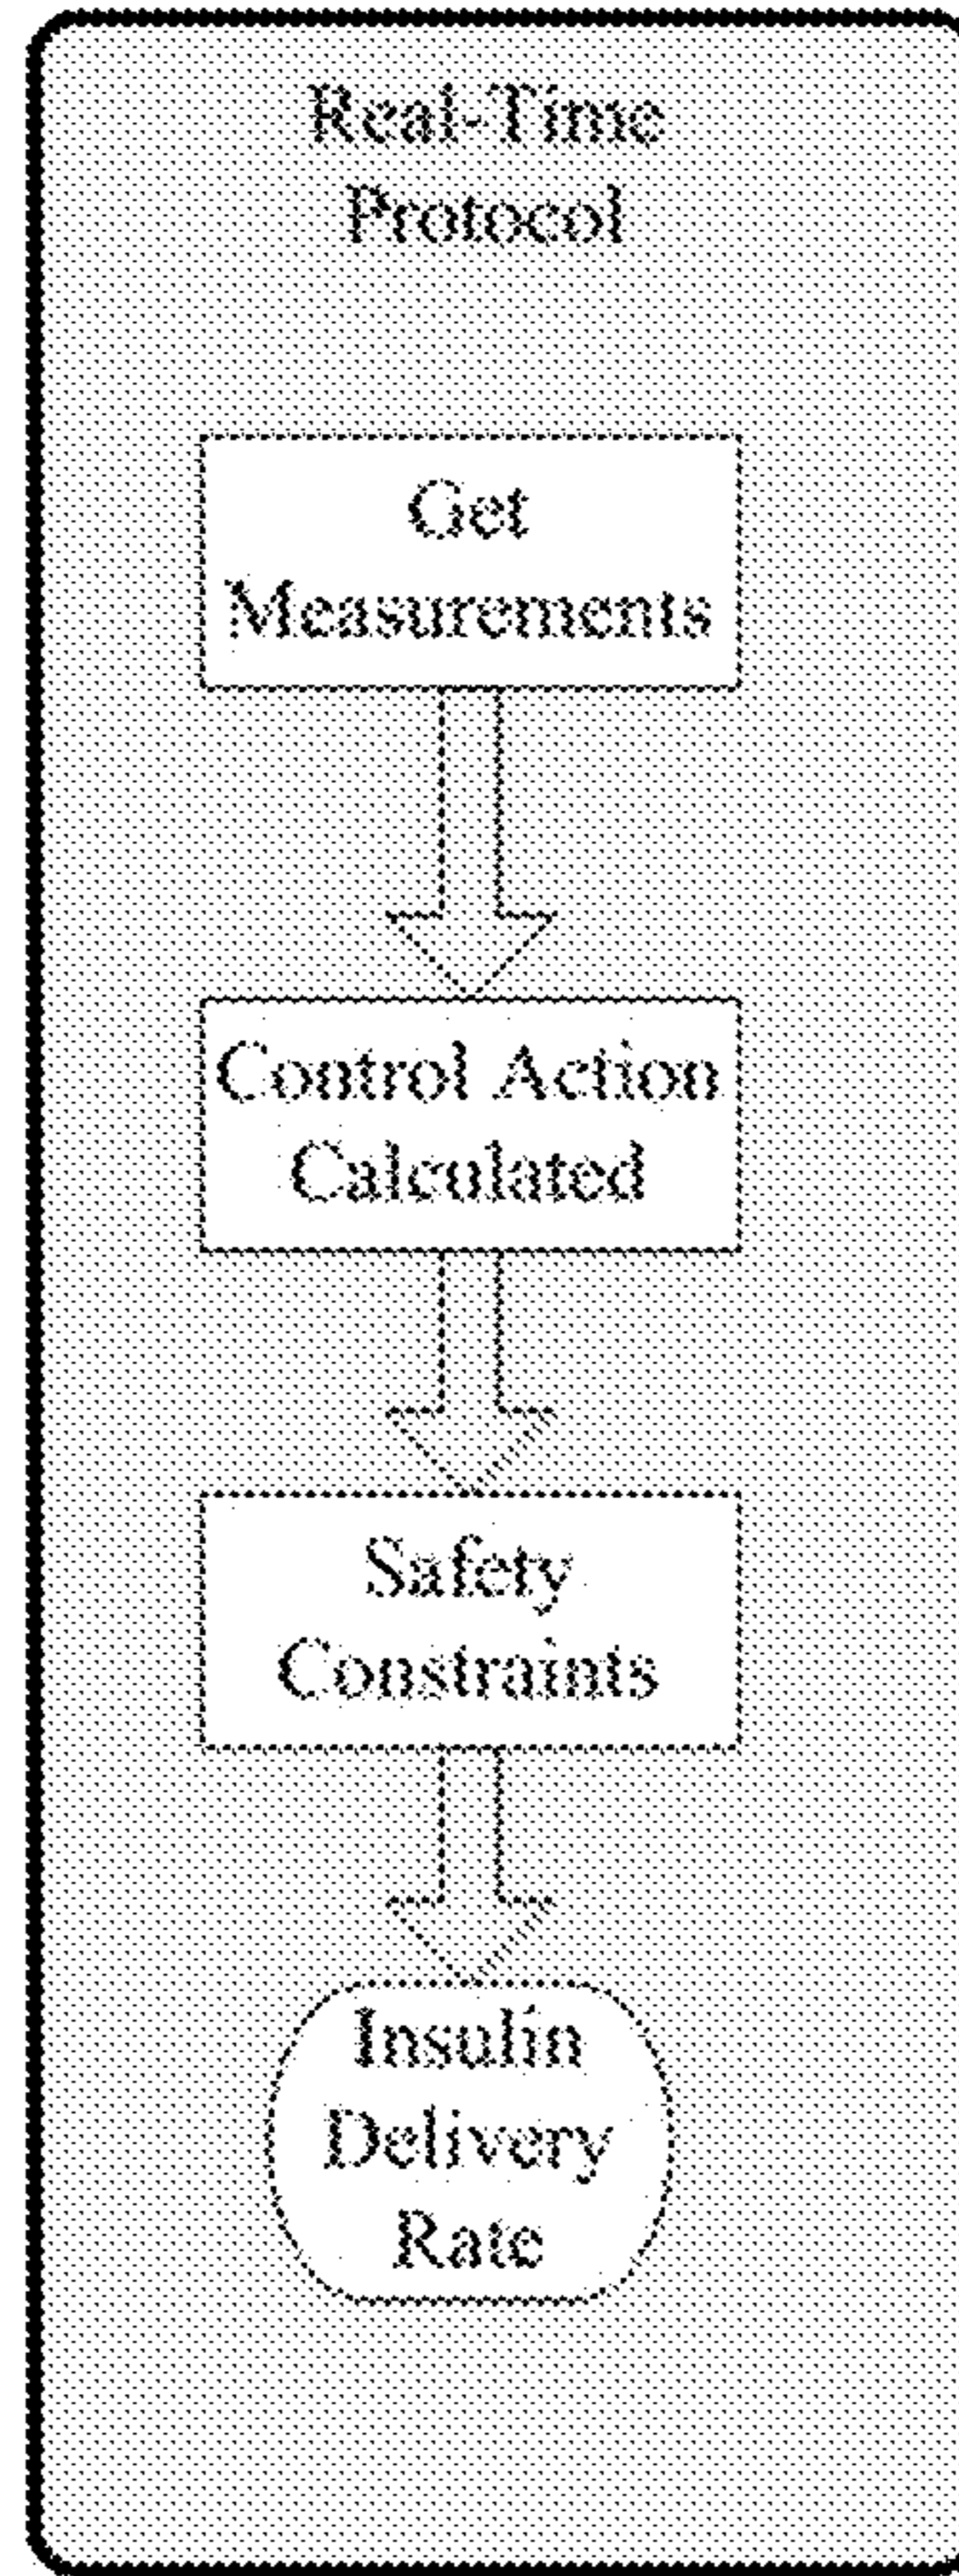 Real-Time
Protocol
Get
Measurements
Control Action
Calculated
Safety
Constraints
Insulin
Delivery
Rate